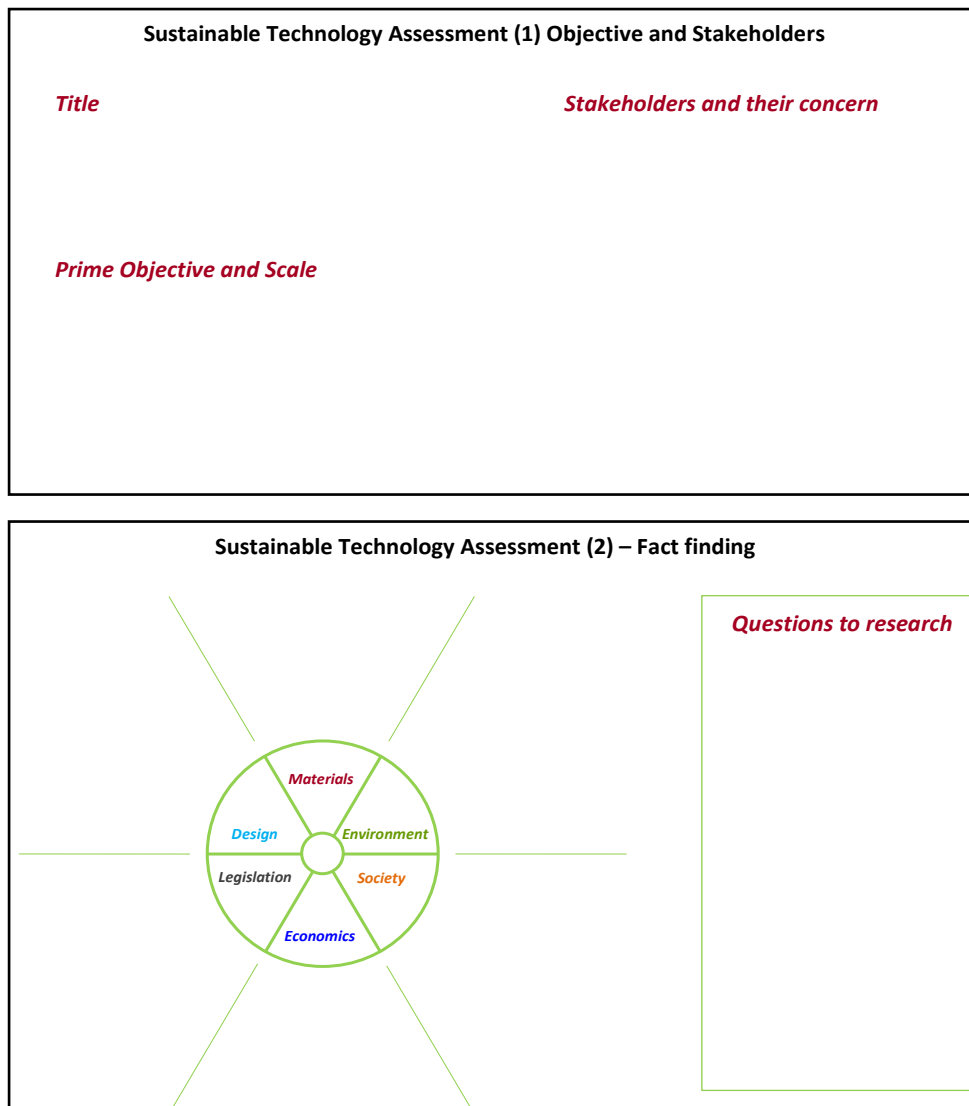 Sustainable Technology Assessment (1) Objective and Stakeholders
Title
Stakeholders and their concern
Prime Objective and Scale
Sustainable Technology Assessment (2) – Fact finding
Questions to research
Materials
Design
Environment
Legislation
Society
Economics